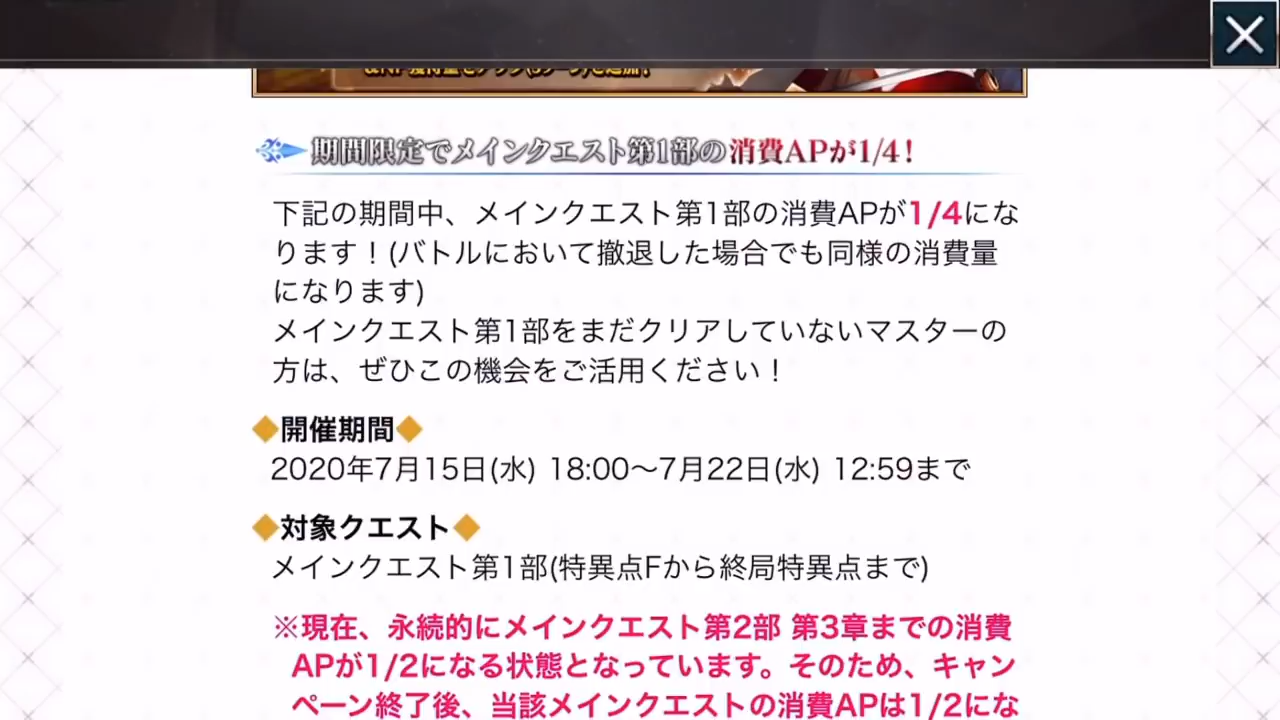 期間限定でメインクエスト第1部の消費APが1/4!
下記の期間中、メインクエスト第1部の消費APが1/4にな
ります！(バトルにおいて撤退した場合でも同様の消費量
になります)
メインクエスト第1部をまだクリアしていないマスターの
方は、ぜひこの機会をご活用ください！
◆開催期間◆
2020年7月15日(水) 18:00〜7月22日(水) 12:59まで
◆対象クエスト◆
メインクエスト第1部(特異点Fから終局特異点まで)
※現在、永続的にメインクエスト第2部 第3章までの消費
APが1/2になる状態となっています。そのため、キャン
ペーン終了後、当該メインクエストの消費APは1/2にな